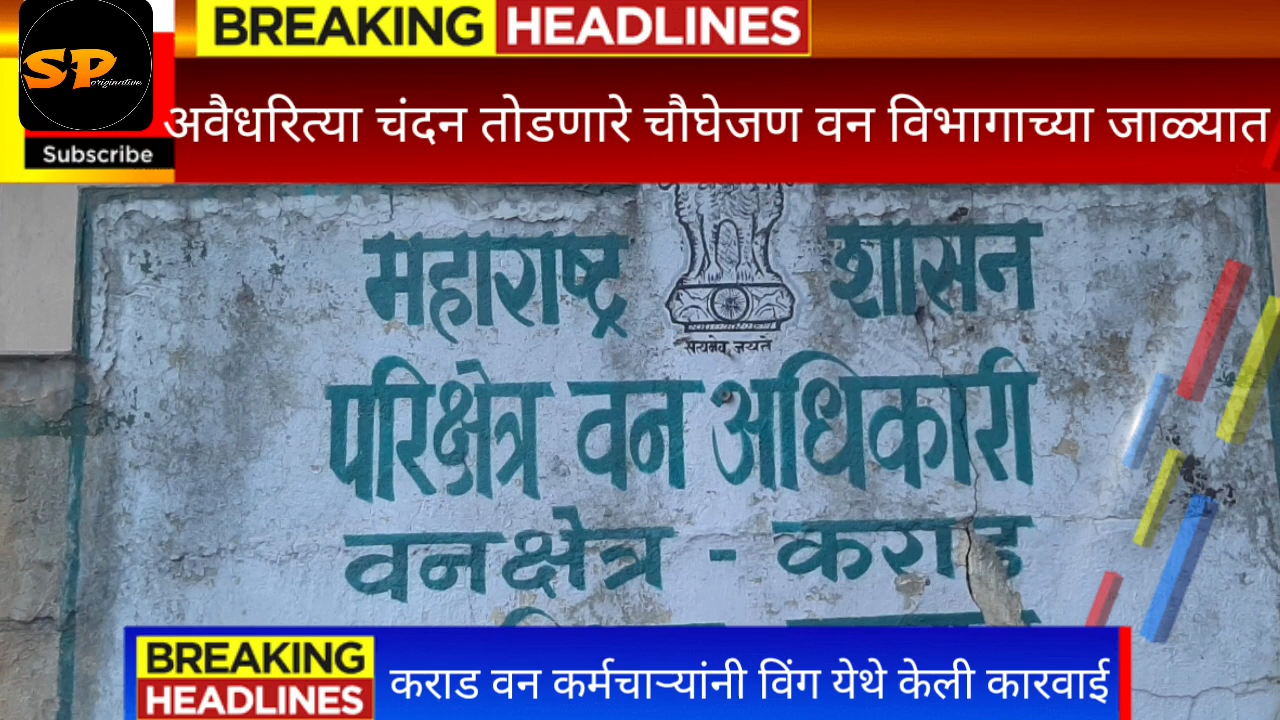 BREAKING HEADLINES
SP originative
अवैधरित्या चंदन तोडणारे चौघेजण वन विभागाच्या जाळ्यात
Subscribe
महाराष्ट्र शासन
सत्यमेव जयते
परिक्षेत्र वन अधिकारी
वनक्षेत्र - कराड
BREAKING
HEADLINES
कराड वन कर्मचाऱ्यांनी विंग येथे केली कारवाई